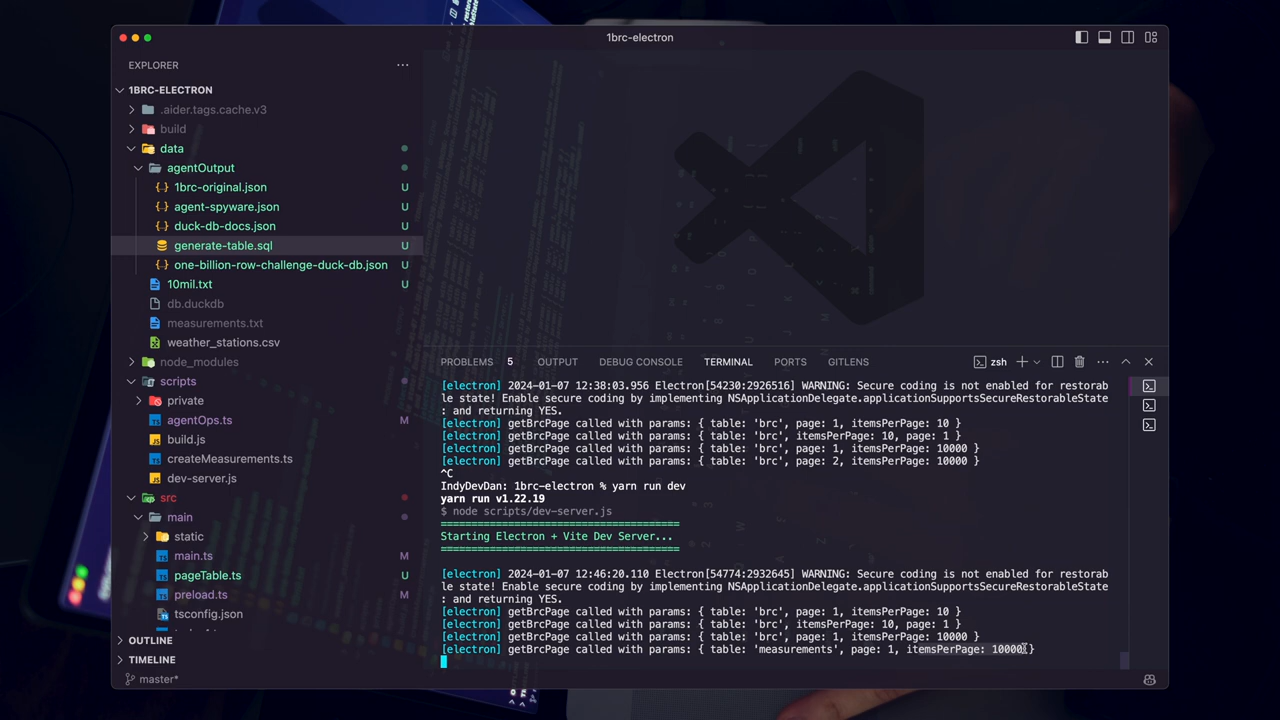 1brc-electron
EXPLORER
1BRC-ELECTRON
.aider.tags.cache.v3
build
data
agentOutput
1brc-original.json U
agent-spyware.json U
duck-db-docs.json U
generate-table.sql U
one-billion-row-challenge-duck-db.json U
10mil.txt U
db.duckdb
measurements.txt
weather_stations.csv
node_modules
scripts
private
agentOps.ts M
build.js
createMeasurements.ts
dev-server.js
src
main
static
main.ts M
pageTable.ts U
preload.ts M
tsconfig.json
OUTLINE
TIMELINE
master*
PROBLEMS 5 OUTPUT DEBUG CONSOLE TERMINAL PORTS GITLENS zsh
[electron] 2024-01-07 12:38:03.956 Electron[54230:2926516] WARNING: Secure coding is not enabled for restorab
le state! Enable secure coding by implementing NSApplicationDelegate.applicationSupportsSecureRestorableState
: and returning YES.
[electron] getBrcPage called with params: { table: 'brc', page: 1, itemsPerPage: 10 }
[electron] getBrcPage called with params: { table: 'brc', itemsPerPage: 10, page: 1 }
[electron] getBrcPage called with params: { table: 'brc', page: 1, itemsPerPage: 10000 }
[electron] getBrcPage called with params: { table: 'brc', page: 2, itemsPerPage: 10000 }
^C
IndyDevDan: 1brc-electron % yarn run dev
yarn run v1.22.19
$ node scripts/dev-server.js
=====================================
Starting Electron + Vite Dev Server...
=====================================
[electron] 2024-01-07 12:46:20.110 Electron[54774:2932645] WARNING: Secure coding is not enabled for restorab
le state! Enable secure coding by implementing NSApplicationDelegate.applicationSupportsSecureRestorableState
: and returning YES.
[electron] getBrcPage called with params: { table: 'brc', page: 1, itemsPerPage: 10 }
[electron] getBrcPage called with params: { table: 'brc', itemsPerPage: 10, page: 1 }
[electron] getBrcPage called with params: { table: 'brc', page: 1, itemsPerPage: 10000 }
[electron] getBrcPage called with params: { table: 'measurements', page: 1, itemsPerPage: 10000 }